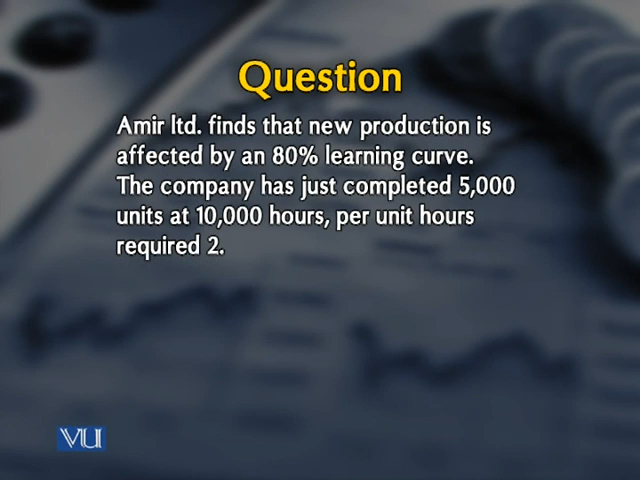 Question
Amir ltd. finds that new production is
affected by an 80% learning curve.
The company has just completed 5,000
units at 10,000 hours, per unit hours
required 2.
VU